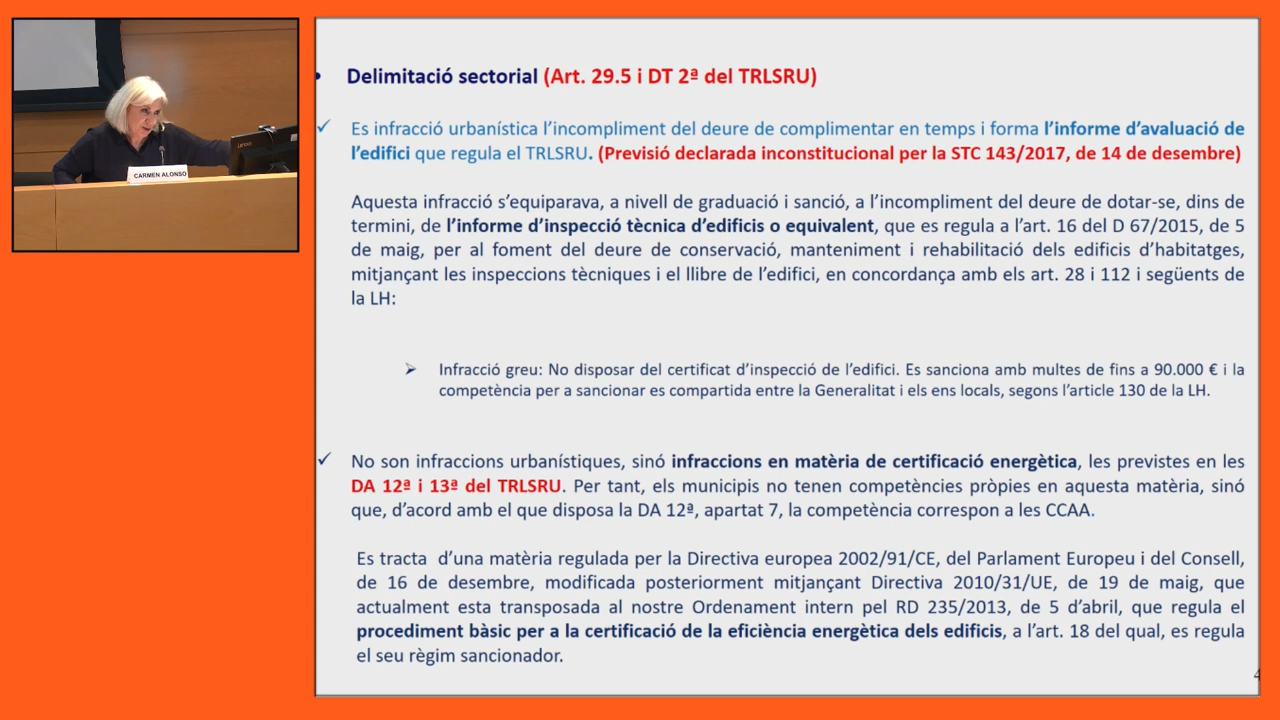 Lenovo
CARMEN ALONSO
• Delimitació sectorial (Art. 29.5 i DT 2ª del TRLSRU)
✓ Es infracció urbanística l’incompliment del deure de complimentar en temps i forma l’informe d’avaluació de
l’edifici que regula el TRLSRU. (Previsió declarada inconstitucional per la STC 143/2017, de 14 de desembre)
Aquesta infracció s’equiparava, a nivell de graduació i sanció, a l’incompliment del deure de dotar-se, dins de
termini, de l’informe d’inspecció tècnica d’edificis o equivalent, que es regula a l’art. 16 del D 67/2015, de 5
de maig, per al foment del deure de conservació, manteniment i rehabilitació dels edificis d’habitatges,
mitjançant les inspeccions tècniques i el llibre de l’edifici, en concordança amb els art. 28 i 112 i següents de
la LH:
➢ Infracció greu: No disposar del certificat d’inspecció de l’edifici. Es sanciona amb multes de fins a 90.000 € i la
competència per a sancionar es compartida entre la Generalitat i els ens locals, segons l’article 130 de la LH.
✓ No son infraccions urbanístiques, sinó infraccions en matèria de certificació energètica, les previstes en les
DA 12ª i 13ª del TRLSRU. Per tant, els municipis no tenen competències pròpies en aquesta matèria, sinó
que, d’acord amb el que disposa la DA 12ª, apartat 7, la competència correspon a les CCAA.
Es tracta d’una matèria regulada per la Directiva europea 2002/91/CE, del Parlament Europeu i del Consell,
de 16 de desembre, modificada posteriorment mitjançant Directiva 2010/31/UE, de 19 de maig, que
actualment esta transposada al nostre Ordenament intern pel RD 235/2013, de 5 d’abril, que regula el
procediment bàsic per a la certificació de la eficiència energètica dels edificis, a l’art. 18 del qual, es regula
el seu règim sancionador.
4